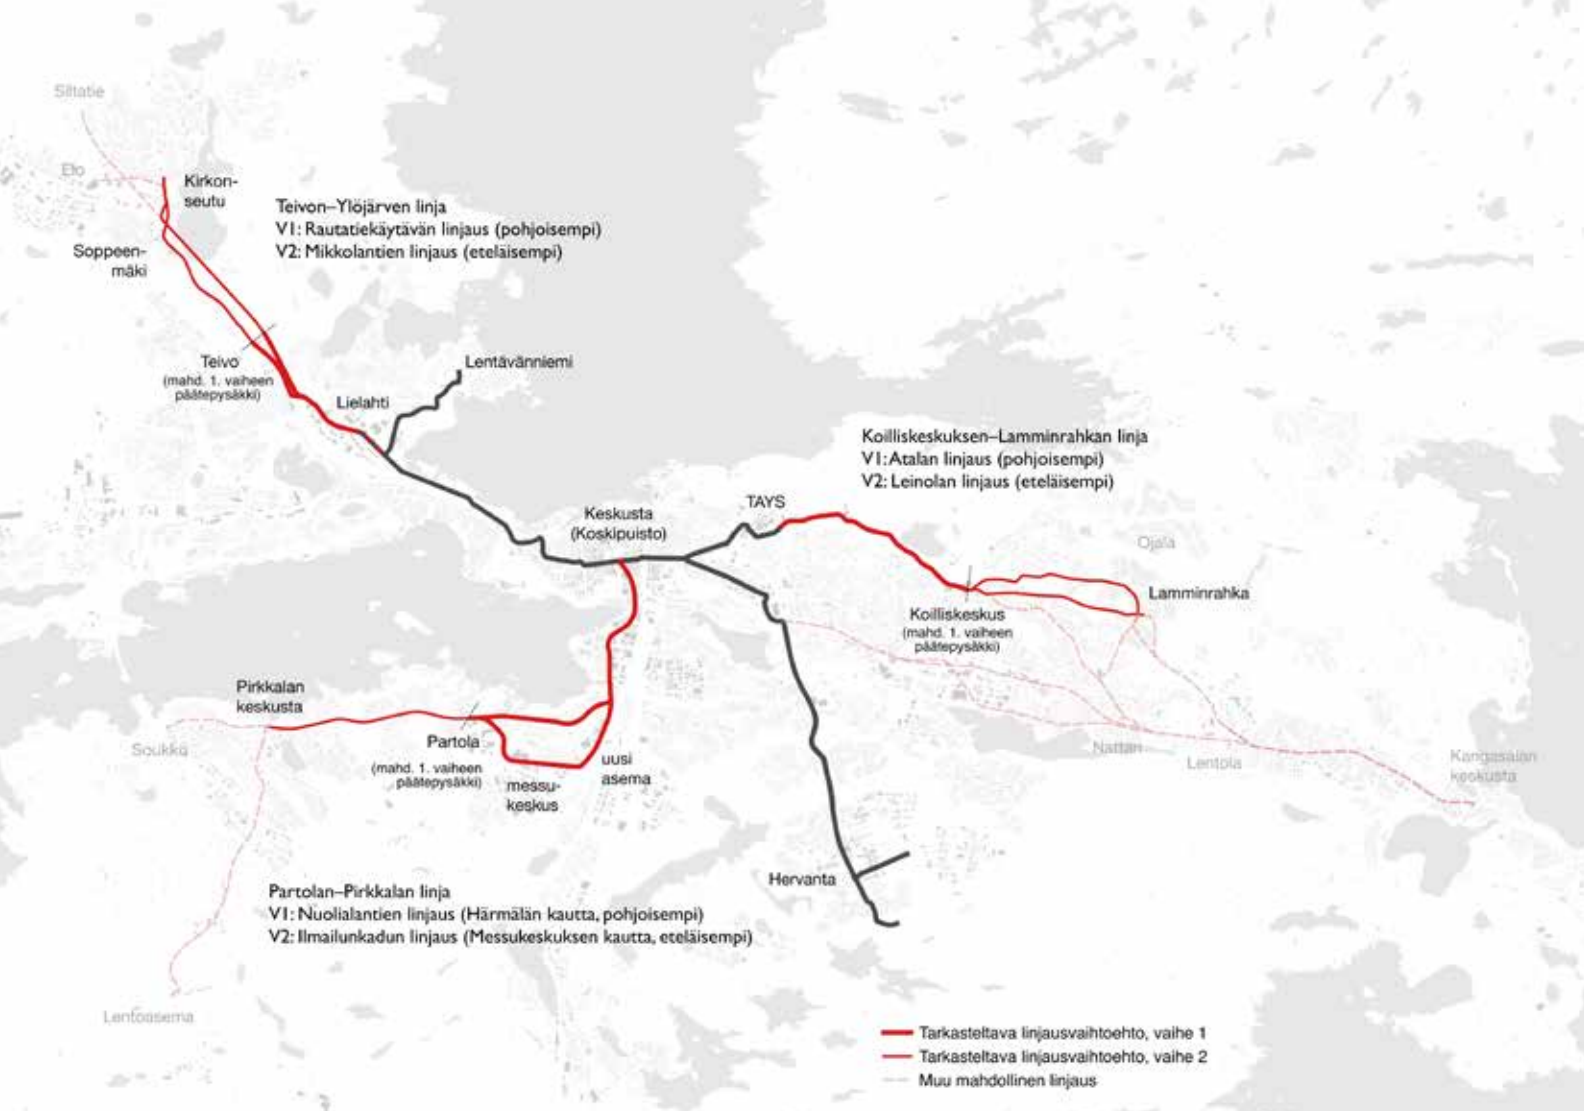 Siltatie
Elo
Kirkon-
seutu
Soppeen-
mäki
Teivon–Ylöjärven linja
V1: Rautatiekäytävän linjaus (pohjoisempi)
V2: Mikkolantien linjaus (eteläisempi)
Teivo
(mahd. 1. vaiheen
päätepysäkki)
Lielahti
Lentävänniemi
Koilliskeskuksen–Lamminrahkan linja
V1: Atalan linjaus (pohjoisempi)
V2: Leinolan linjaus (eteläisempi)
Keskusta
(Koskipuisto)
TAYS
Ojala
Lamminrahka
Koilliskeskus
(mahd. 1. vaiheen
päätepysäkki)
Pirkkalan
keskusta
Soukko
Partola
(mahd. 1. vaiheen
päätepysäkki)
uusi
asema
messu-
keskus
Nattari
Lentola
Kangasalan
keskusta
Hervanta
Partolan–Pirkkalan linja
V1: Nuolialantien linjaus (Härmälän kautta, pohjoisempi)
V2: Ilmailunkadun linjaus (Messukeskuksen kautta, eteläisempi)
Lentoasema
Tarkasteltava linjausvaihtoehto, vaihe 1
Tarkasteltava linjausvaihtoehto, vaihe 2
Muu mahdollinen linjaus